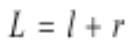 L = l + r